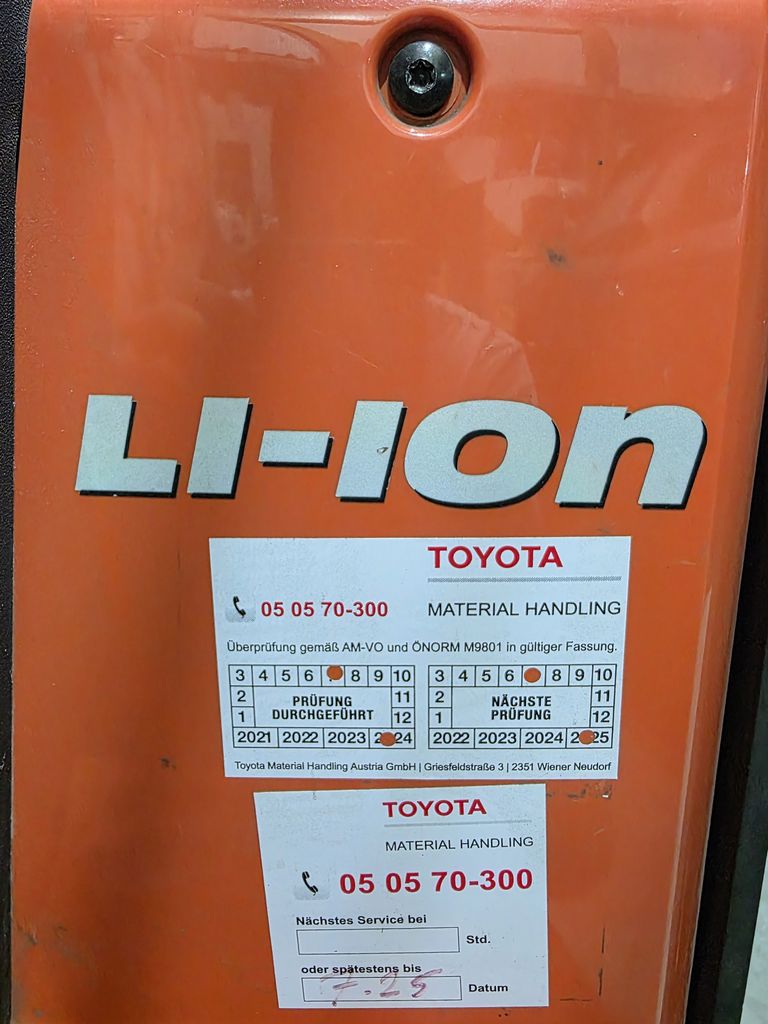 LI-ION
TOYOTA
05 05 70-300 MATERIAL HANDLING
Überprüfung gemäß AM-VO und ÖNORM M9801 in gültiger Fassung.
3 4 5 6 8 9 10 3 4 5 6 8 9 10
2 PRÜFUNG 11 2 NÄCHSTE 11
1 DURCHGEFÜHRT 12 1 PRÜFUNG 12
2021 2022 2023 2024 2022 2023 2024 2025
Toyota Material Handling Austria GmbH | Griesfeldstraße 3 | 2351 Wiener Neudorf
TOYOTA
MATERIAL HANDLING
05 05 70-300
Nächstes Service bei
Std.
oder spätestens bis
7.25 Datum